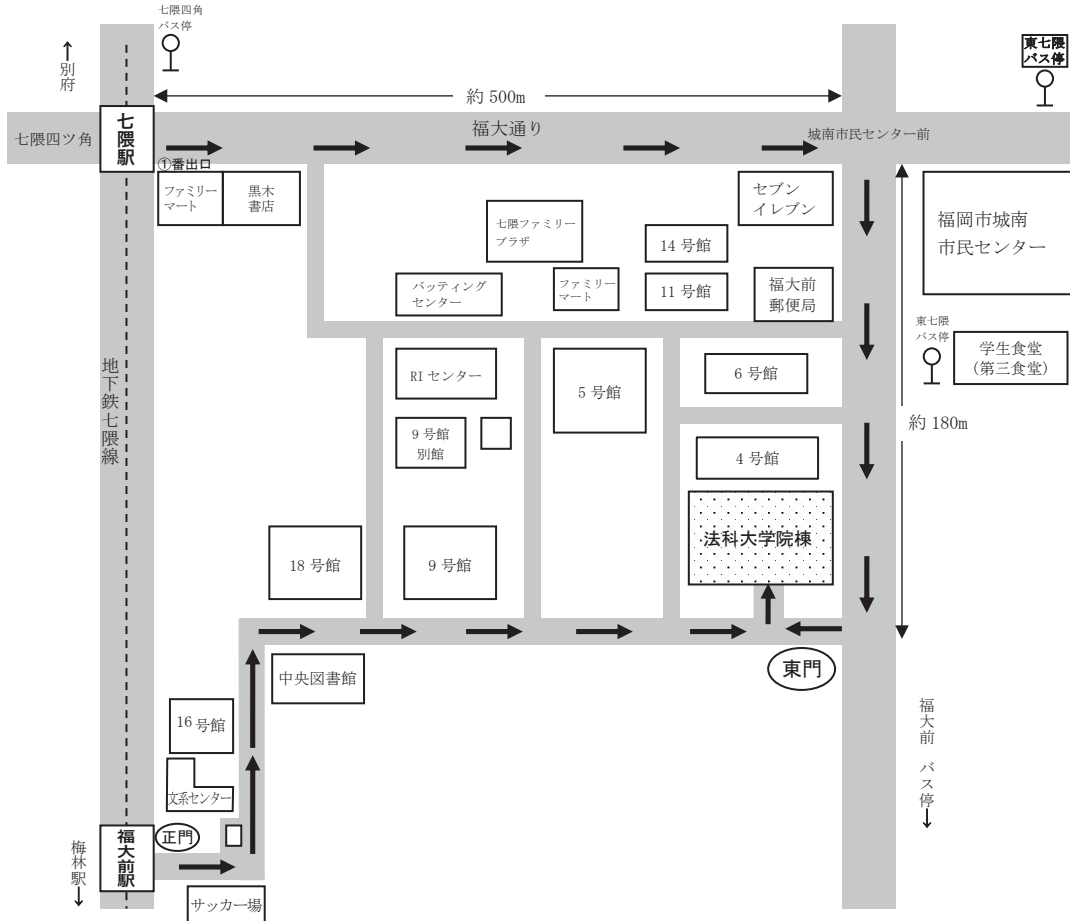 七隈四角
バス停
↑別府
東七隈
バス停
約 500m
七隈四ツ角
七隈駅
福大通り
城南市民センター前
①番出口
ファミリー
マート
黒木
書店
セブン
イレブン
福岡市城南
市民センター
七隈ファミリー
プラザ
14 号館
バッティング
センター
ファミリー
マート
11 号館
福大前
郵便局
東七隈
バス停
学生食堂
(第三食堂)
地下鉄七隈線
RI センター
5 号館
6 号館
約 180m
9 号館
別館
4 号館
法科大学院棟
18 号館
9 号館
東門
中央図書館
16 号館
文系センター
福大前 バス停↓
正門
福大前駅
梅林駅↓
サッカー場